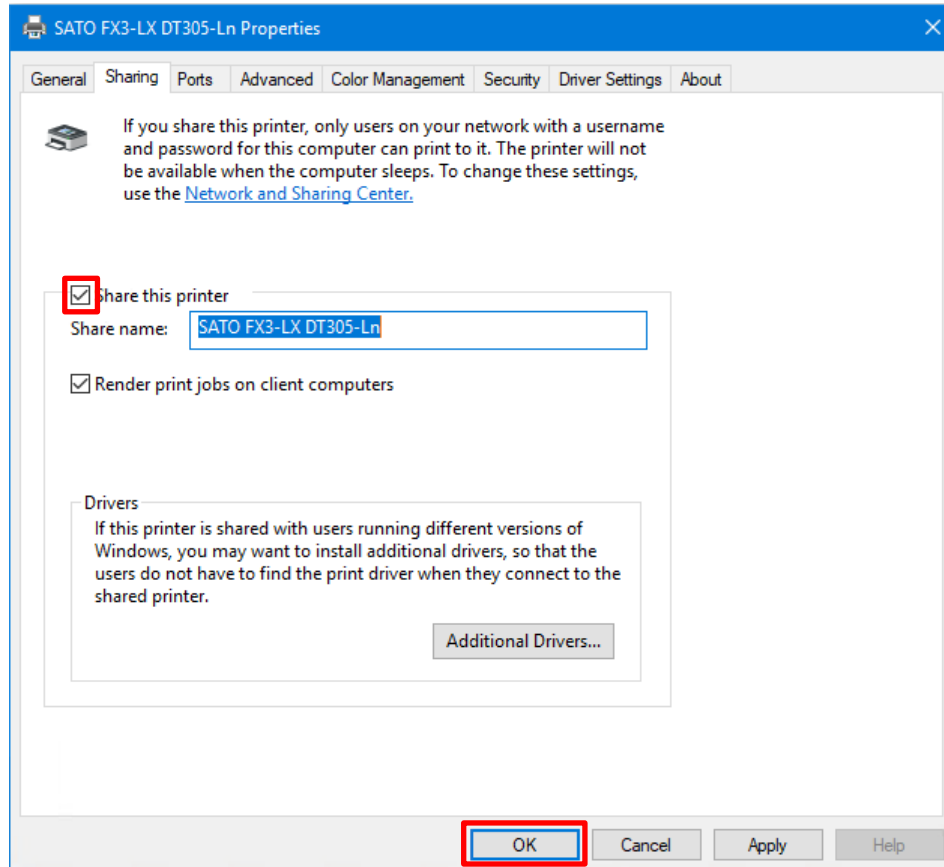 SATO FX3-LX DT305-Ln Properties
General Sharing Ports Advanced Color Management Security Driver Settings About
If you share this printer, only users on your network with a username
and password for this computer can print to it. The printer will not
be available when the computer sleeps. To change these settings,
use the Network and Sharing Center.
Share this printer
Share name: SATO FX3-LX DT305-Ln
Render print jobs on client computers
Drivers
If this printer is shared with users running different versions of
Windows, you may want to install additional drivers, so that the
users do not have to find the print driver when they connect to the
shared printer.
Additional Drivers...
OK Cancel Apply Help